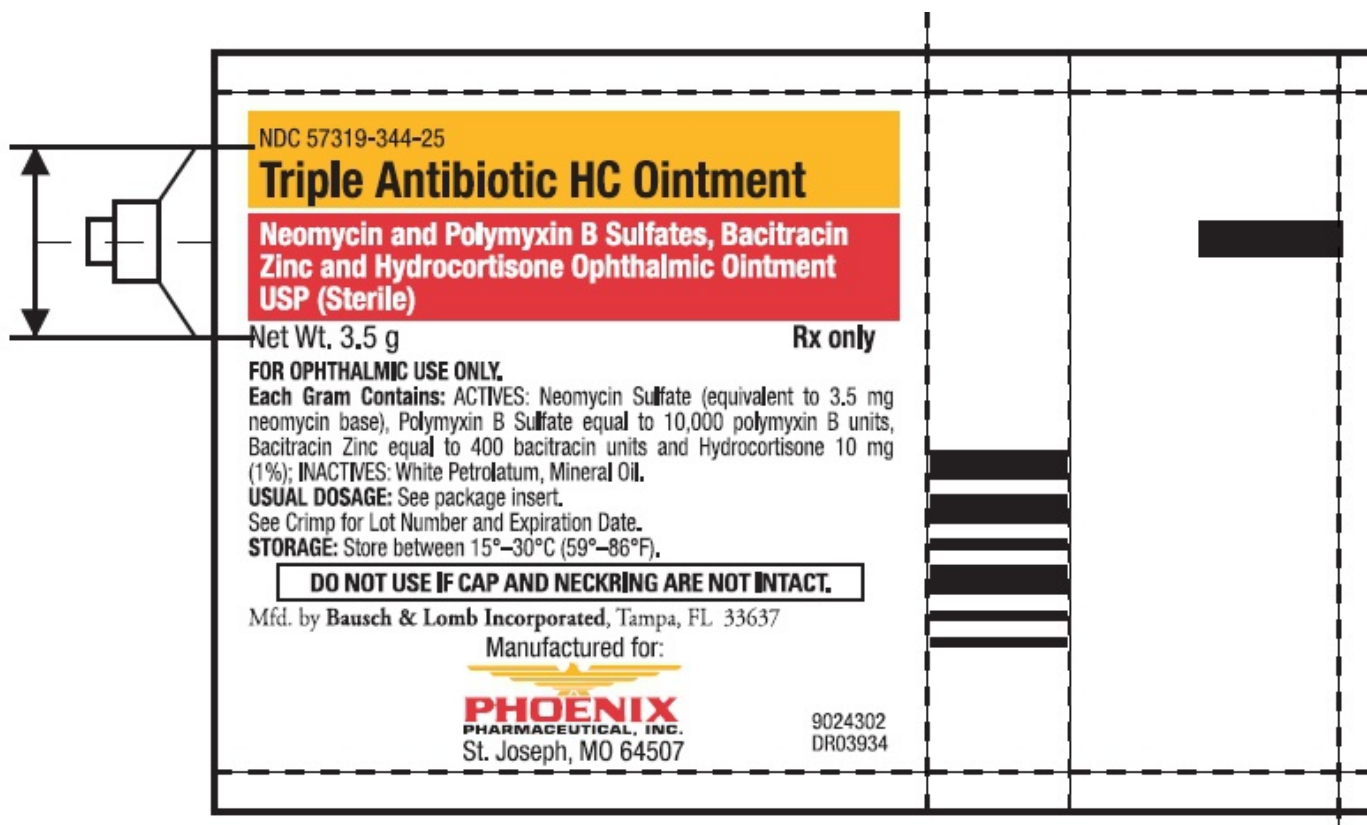 NDC 57319-344-25
Triple Antibiotic HC Ointment
Neomycin and Polymyxin B Sulfates, Bacitracin
Zinc and Hydrocortisone Ophthalmic Ointment
USP (Sterile)
Net Wt. 3.5 g Rx only
FOR OPHTHALMIC USE ONLY.
Each Gram Contains: ACTIVES: Neomycin Sulfate (equivalent to 3.5 mg
neomycin base), Polymyxin B Sulfate equal to 10,000 polymyxin B units,
Bacitracin Zinc equal to 400 bacitracin units and Hydrocortisone 10 mg
(1%); INACTIVES: White Petrolatum, Mineral Oil.
USUAL DOSAGE: See package insert.
See Crimp for Lot Number and Expiration Date.
STORAGE: Store between 15°–30°C (59°–86°F).
DO NOT USE IF CAP AND NECKRING ARE NOT INTACT.
Mfd. by Bausch & Lomb Incorporated, Tampa, FL 33637
Manufactured for:
PHOENIX
PHARMACEUTICAL, INC.
St. Joseph, MO 64507
9024302
DR03934